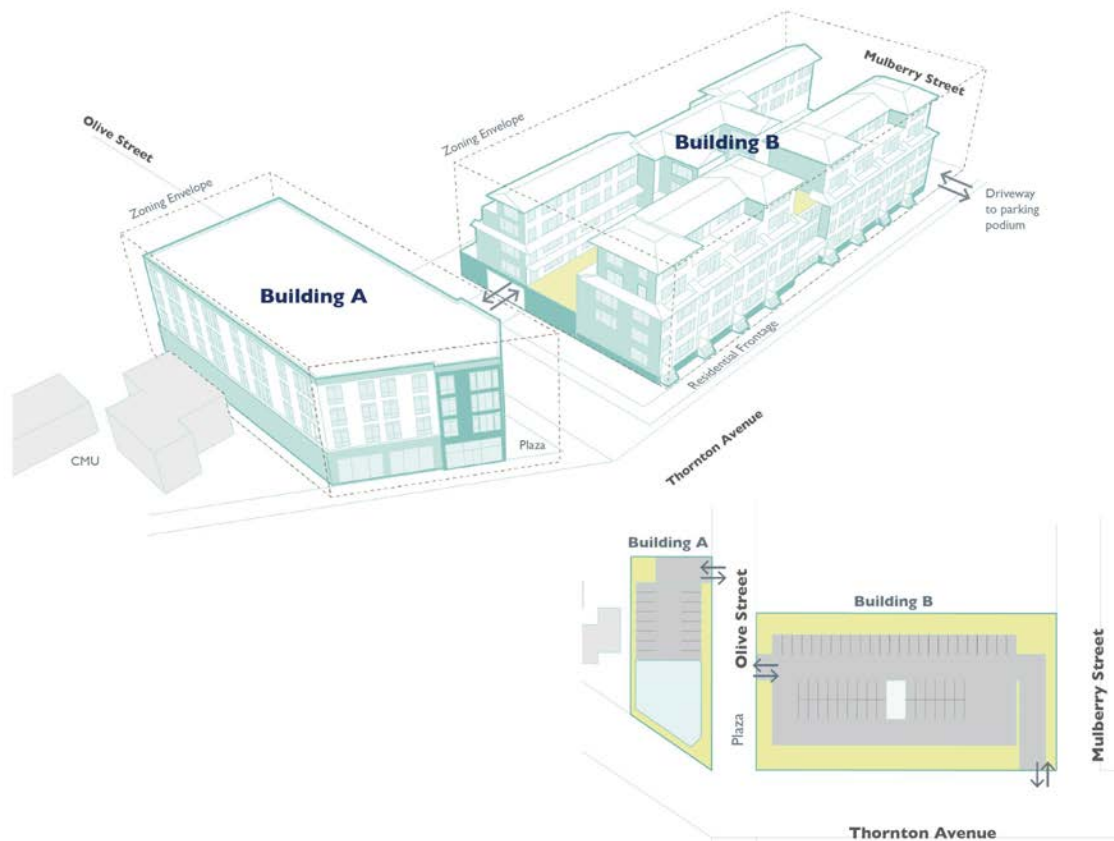 Mulberry Street
Olive Street
Zoning Envelope
Building B
Zoning Envelope
Driveway
to parking
podium
Building A
Residential Frontage
Plaza
CMU
Thornton Avenue
Building A
Olive Street
Building B
Plaza
Mulberry Street
Thornton Avenue